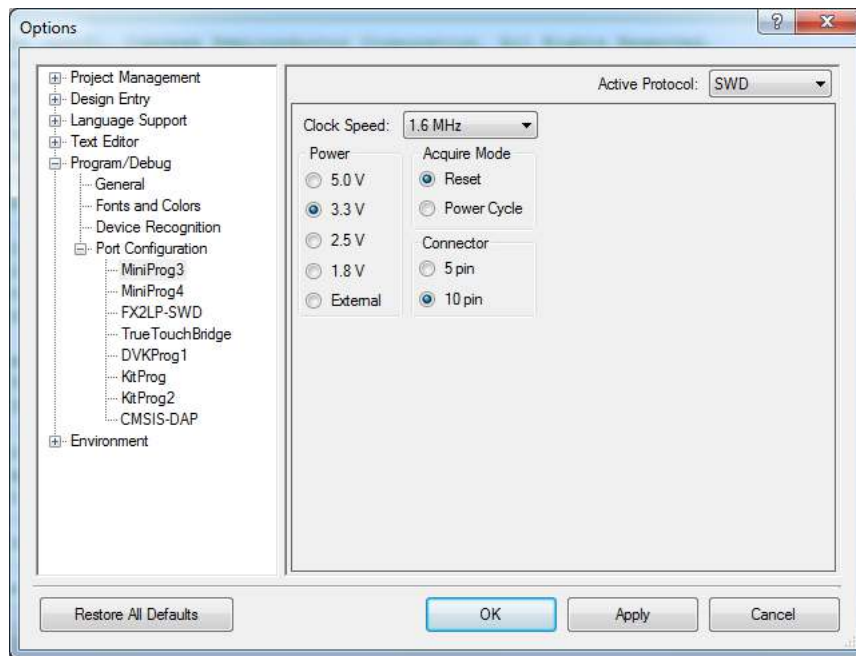 Options
Project Management
Design Entry
Language Support
Text Editor
Program/Debug
General
Fonts and Colors
Device Recognition
Port Configuration
MiniProg3
MiniProg4
FX2LP-SWD
TrueTouchBridge
DVKProg1
KitProg
KitProg2
CMSIS-DAP
Environment
Active Protocol: SWD
Clock Speed: 1.6 MHz
Power
5.0 V
3.3 V
2.5 V
1.8 V
External
Acquire Mode
Reset
Power Cycle
Connector
5 pin
10 pin
Restore All Defaults
OK
Apply
Cancel